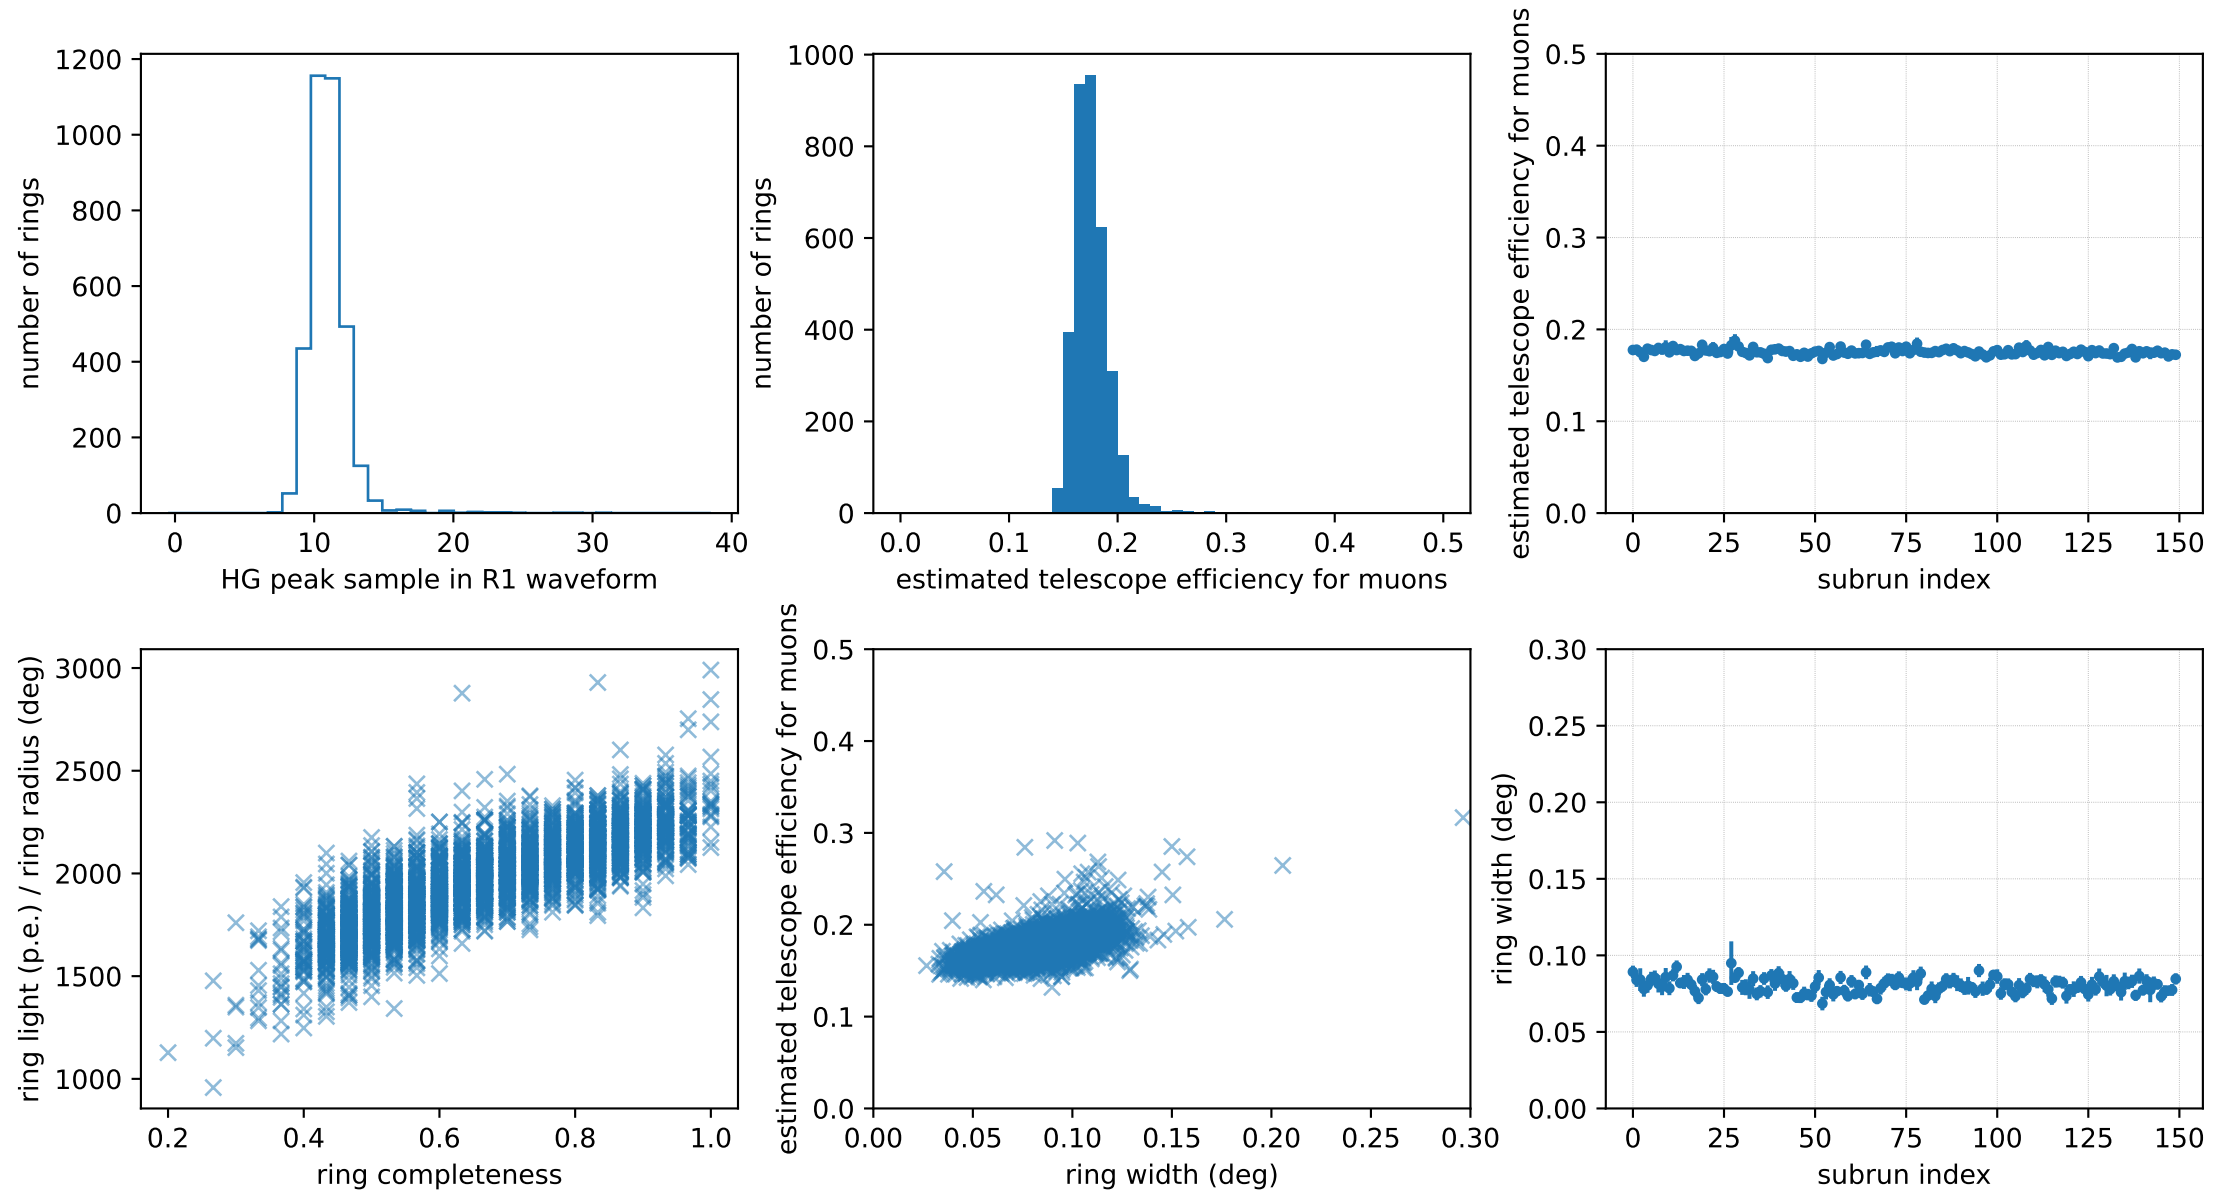 1200
1000
800
600
400
200
0
number of rings
0 10 20 30 40
HG peak sample in R1 waveform
1000
800
600
400
200
0
number of rings
0.0 0.1 0.2 0.3 0.4 0.5
estimated telescope efficiency for muons
0.5
0.4
0.3
0.2
0.1
0.0
estimated telescope efficiency for muons
0 25 50 75 100 125 150
subrun index
3000
2500
2000
1500
1000
ring light (p.e.) / ring radius (deg)
0.2 0.4 0.6 0.8 1.0
ring completeness
0.5
0.4
0.3
0.2
0.1
0.0
estimated telescope efficiency for muons
0.00 0.05 0.10 0.15 0.20 0.25 0.30
ring width (deg)
0.30
0.25
0.20
0.15
0.10
0.05
0.00
ring width (deg)
0 25 50 75 100 125 150
subrun index